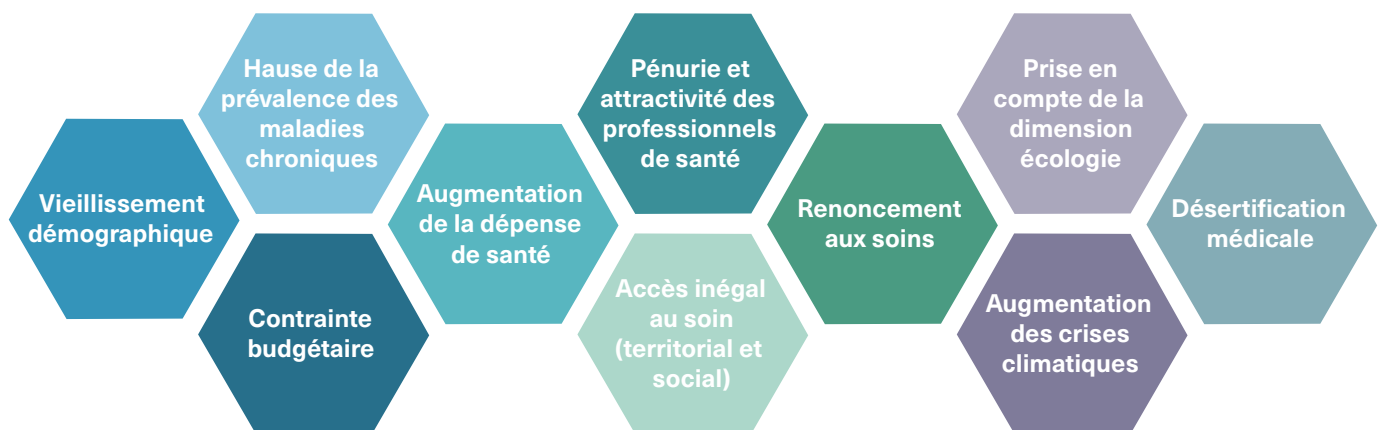 Vieillissement
démographique
Hause de la
prévalence des
maladies
chroniques
Contrainte
budgétaire
Augmentation
de la dépense
de santé
Pénurie et
attractivité des
professionnels
de santé
Accès inégal
au soin
(territorial et
social)
Renoncement
aux soins
Prise en
compte de la
dimension
écologie
Augmentation
des crises
climatiques
Désertification
médicale